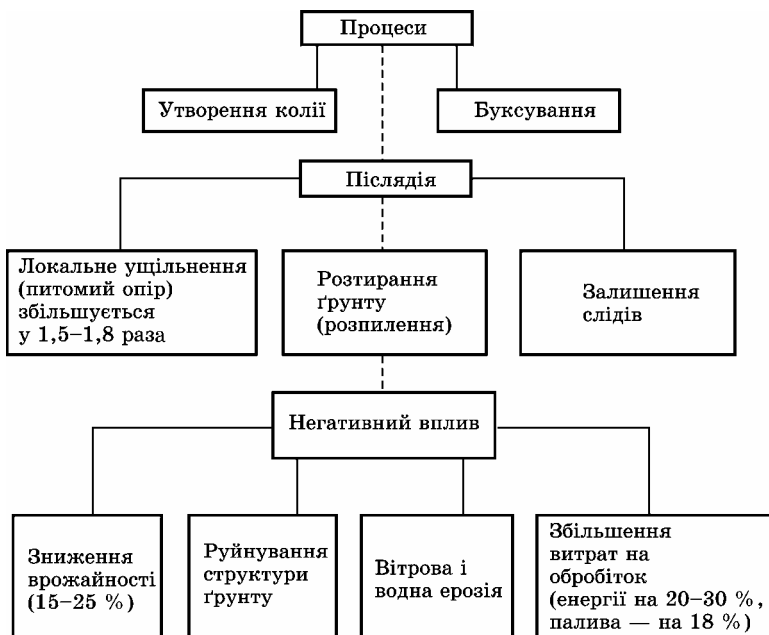 Процеси
Утворення колії
Буксування
Післядія
Локальне ущільнення
(питомий опір)
збільшується
у 1,5–1,8 раза
Розтирання
ґрунту
(розпилення)
Залишення
слідів
Негативний вплив
Зниження
врожайності
(15–25 %)
Руйнування
структури
ґрунту
Вітрова і
водна ерозія
Збільшення
витрат на
обробіток
(енергії на 20–30 %,
палива — на 18 %)